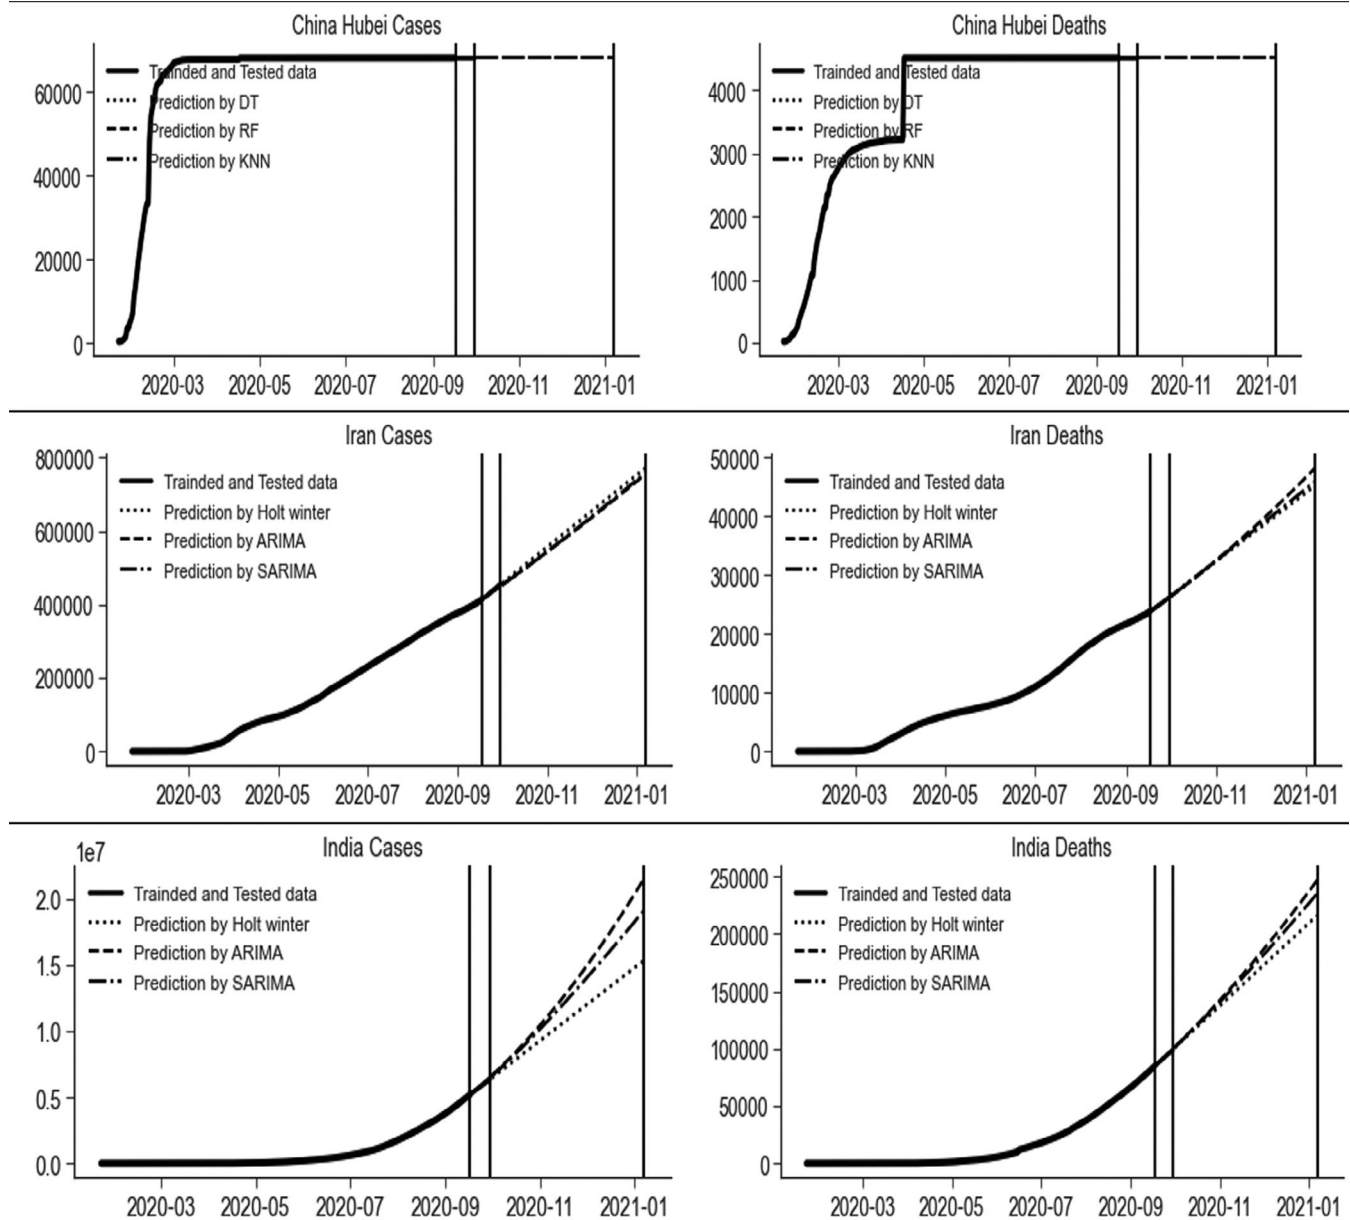 China Hubei Cases
60000
40000
20000
0
Trainded and Tested data
Prediction by DT
Prediction by RF
Prediction by KNN
2020-03 2020-05 2020-07 2020-09 2020-11 2021-01
China Hubei Deaths
4000
3000
2000
1000
0
Trainded and Tested data
Prediction by DT
Prediction by RF
Prediction by KNN
2020-03 2020-05 2020-07 2020-09 2020-11 2021-01
Iran Cases
800000
600000
400000
200000
0
Trainded and Tested data
Prediction by Holt winter
Prediction by ARIMA
Prediction by SARIMA
2020-03 2020-05 2020-07 2020-09 2020-11 2021-01
Iran Deaths
50000
40000
30000
20000
10000
0
Trainded and Tested data
Prediction by Holt winter
Prediction by ARIMA
Prediction by SARIMA
2020-03 2020-05 2020-07 2020-09 2020-11 2021-01
India Cases
1e7
2.0
1.5
1.0
0.5
0.0
Trainded and Tested data
Prediction by Holt winter
Prediction by ARIMA
Prediction by SARIMA
2020-03 2020-05 2020-07 2020-09 2020-11 2021-01
India Deaths
250000
200000
150000
100000
50000
0
Trainded and Tested data
Prediction by Holt winter
Prediction by ARIMA
Prediction by SARIMA
2020-03 2020-05 2020-07 2020-09 2020-11 2021-01